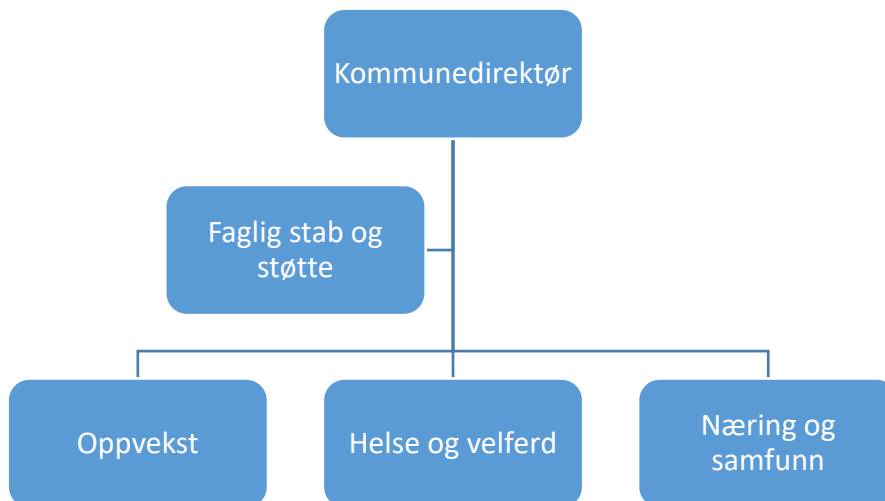 Kommunedirektør
Faglig stab og
støtte
Oppvekst
Helse og velferd
Næring og
samfunn